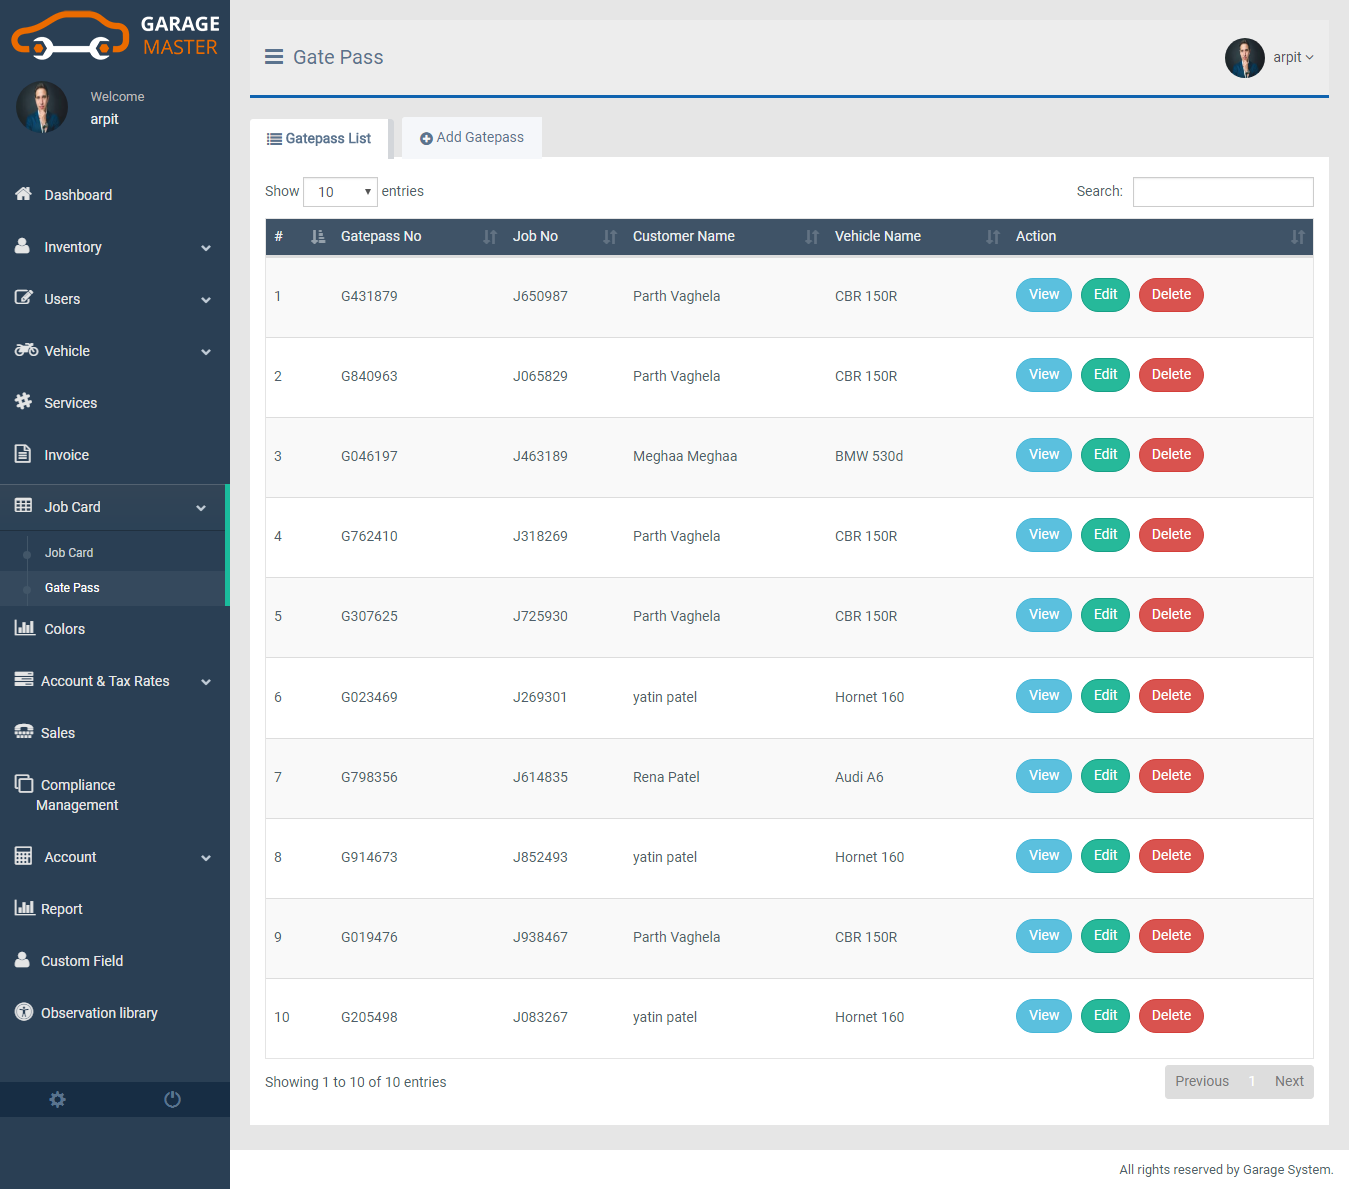 GARAGE
MASTER
Welcome
arpit
Dashboard
Inventory
Users
Vehicle
Services
Invoice
Job Card
Job Card
Gate Pass
Colors
Account & Tax Rates
Sales
Compliance
Management
Account
Report
Custom Field
Observation library
Gate Pass
arpit
Gatepass List Add Gatepass
Show 10 entries Search:
# Gatepass No Job No Customer Name Vehicle Name Action
1 G431879 J650987 Parth Vaghela CBR 150R View Edit Delete
2 G840963 J065829 Parth Vaghela CBR 150R View Edit Delete
3 G046197 J463189 Meghaa Meghaa BMW 530d View Edit Delete
4 G762410 J318269 Parth Vaghela CBR 150R View Edit Delete
5 G307625 J725930 Parth Vaghela CBR 150R View Edit Delete
6 G023469 J269301 yatin patel Hornet 160 View Edit Delete
7 G798356 J614835 Rena Patel Audi A6 View Edit Delete
8 G914673 J852493 yatin patel Hornet 160 View Edit Delete
9 G019476 J938467 Parth Vaghela CBR 150R View Edit Delete
10 G205498 J083267 yatin patel Hornet 160 View Edit Delete
Showing 1 to 10 of 10 entries Previous 1 Next
All rights reserved by Garage System.